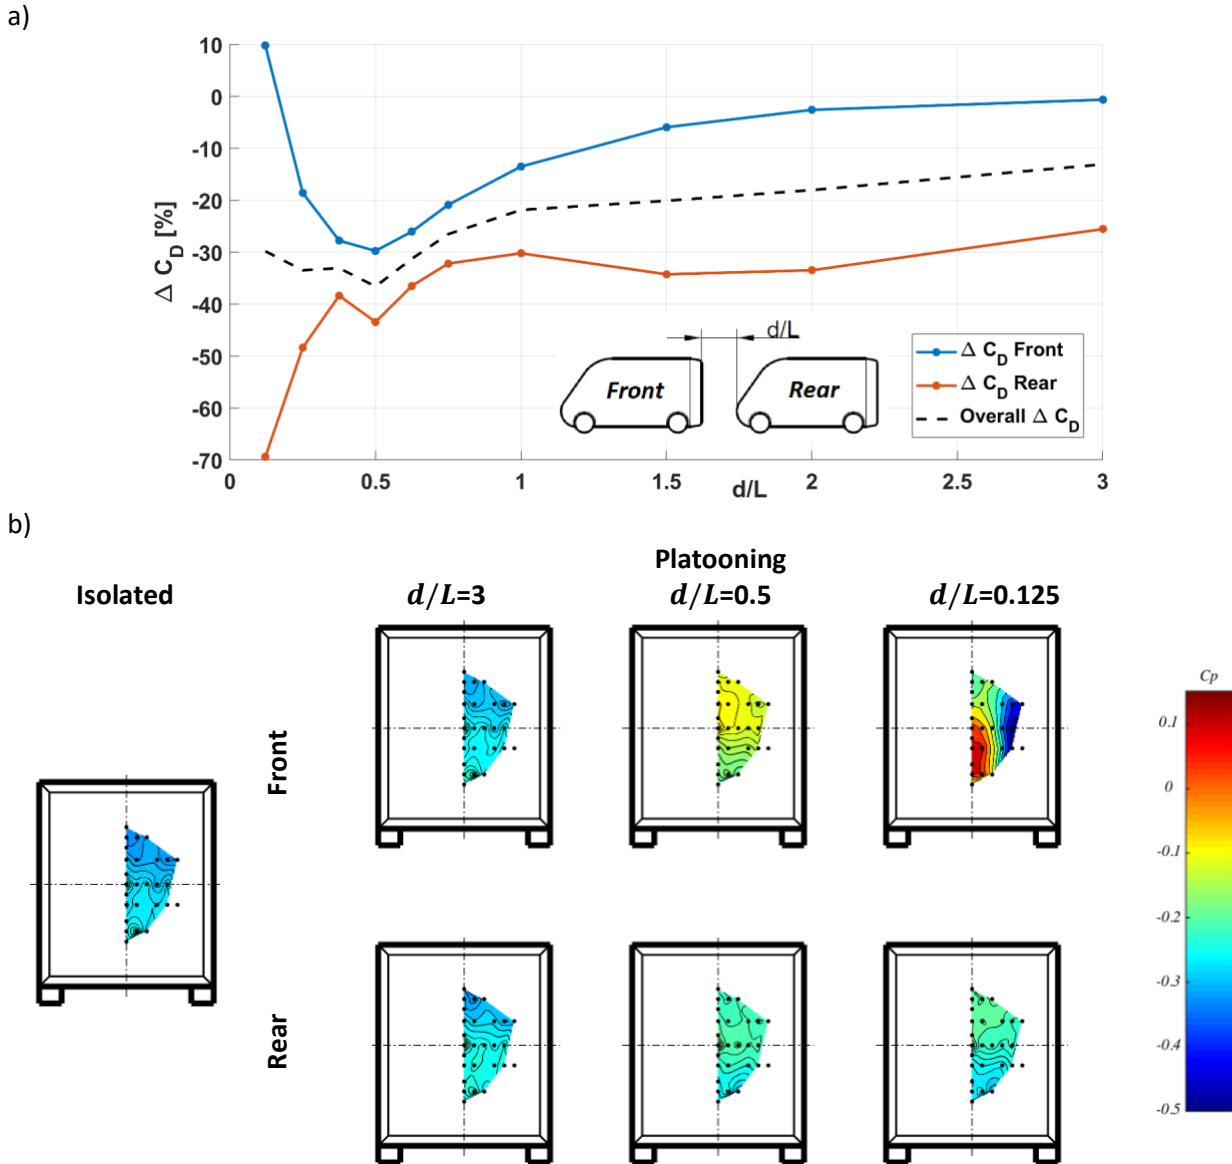 a)
10
0
-10
-20
-30
-40
-50
-60
-70
Δ C_D [%]
0
0.5
1
1.5
2
2.5
3
d/L
d/L
Front
Rear
Δ C_D Front
Δ C_D Rear
Overall Δ C_D
b)
Platooning
Isolated
d/L=3
d/L=0.5
d/L=0.125
Front
Rear
Cp
0.1
0
-0.1
-0.2
-0.3
-0.4
-0.5